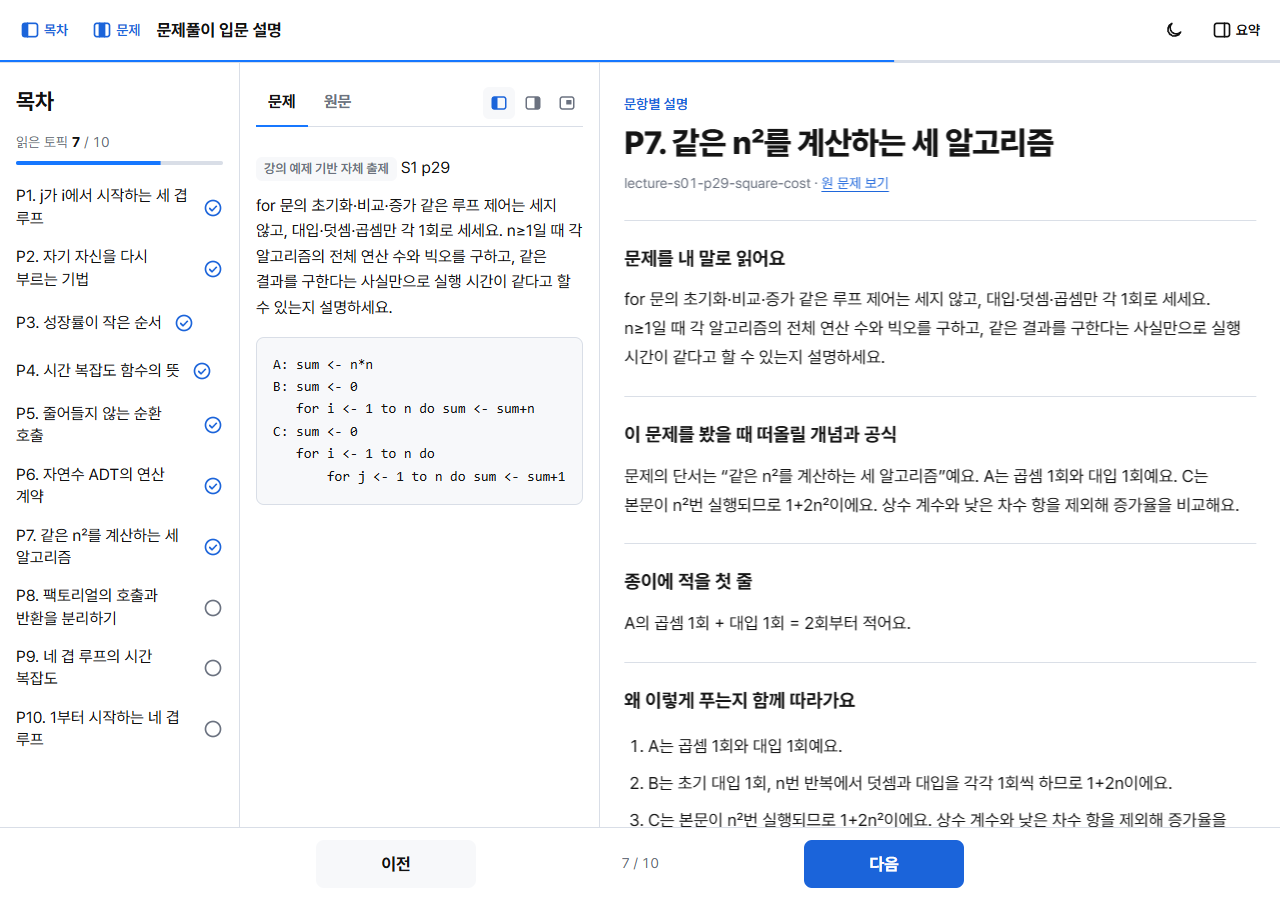 목차
문제
문제풀이 입문 설명
요약
목차
읽은 토픽 7 / 10
P1. j가 i에서 시작하는 세 겹
루프
P2. 자기 자신을 다시
부르는 기법
P3. 성장률이 작은 순서
P4. 시간 복잡도 함수의 뜻
P5. 줄어들지 않는 순환
호출
P6. 자연수 ADT의 연산
계약
P7. 같은 n²를 계산하는 세
알고리즘
P8. 팩토리얼의 호출과
반환을 분리하기
P9. 네 겹 루프의 시간
복잡도
P10. 1부터 시작하는 네 겹
루프
문제
원문
강의 예제 기반 자체 출제 S1 p29
for 문의 초기화·비교·증가 같은 루프 제어는 세지
않고, 대입·덧셈·곱셈만 각 1회로 세세요. n≥1일 때 각
알고리즘의 전체 연산 수와 빅오를 구하고, 같은
결과를 구한다는 사실만으로 실행 시간이 같다고 할
수 있는지 설명하세요.
A: sum <- n*n
B: sum <- 0
for i <- 1 to n do sum <- sum+n
C: sum <- 0
for i <- 1 to n do
for j <- 1 to n do sum <- sum+1
문항별 설명
P7. 같은 n²를 계산하는 세 알고리즘
lecture-s01-p29-square-cost · 원 문제 보기
문제를 내 말로 읽어요
for 문의 초기화·비교·증가 같은 루프 제어는 세지 않고, 대입·덧셈·곱셈만 각 1회로 세세요.
n≥1일 때 각 알고리즘의 전체 연산 수와 빅오를 구하고, 같은 결과를 구한다는 사실만으로 실행
시간이 같다고 할 수 있는지 설명하세요.
이 문제를 봤을 때 떠올릴 개념과 공식
문제의 단서는 “같은 n²를 계산하는 세 알고리즘”예요. A는 곱셈 1회와 대입 1회예요. C는
본문이 n²번 실행되므로 1+2n²이에요. 상수 계수와 낮은 차수 항을 제외해 증가율을 비교해요.
종이에 적을 첫 줄
A의 곱셈 1회 + 대입 1회 = 2회부터 적어요.
왜 이렇게 푸는지 함께 따라가요
1. A는 곱셈 1회와 대입 1회예요.
2. B는 초기 대입 1회, n번 반복에서 덧셈과 대입을 각각 1회씩 하므로 1+2n이에요.
3. C는 본문이 n²번 실행되므로 1+2n²이에요. 상수 계수와 낮은 차수 항을 제외해 증가율을
이전
7 / 10
다음